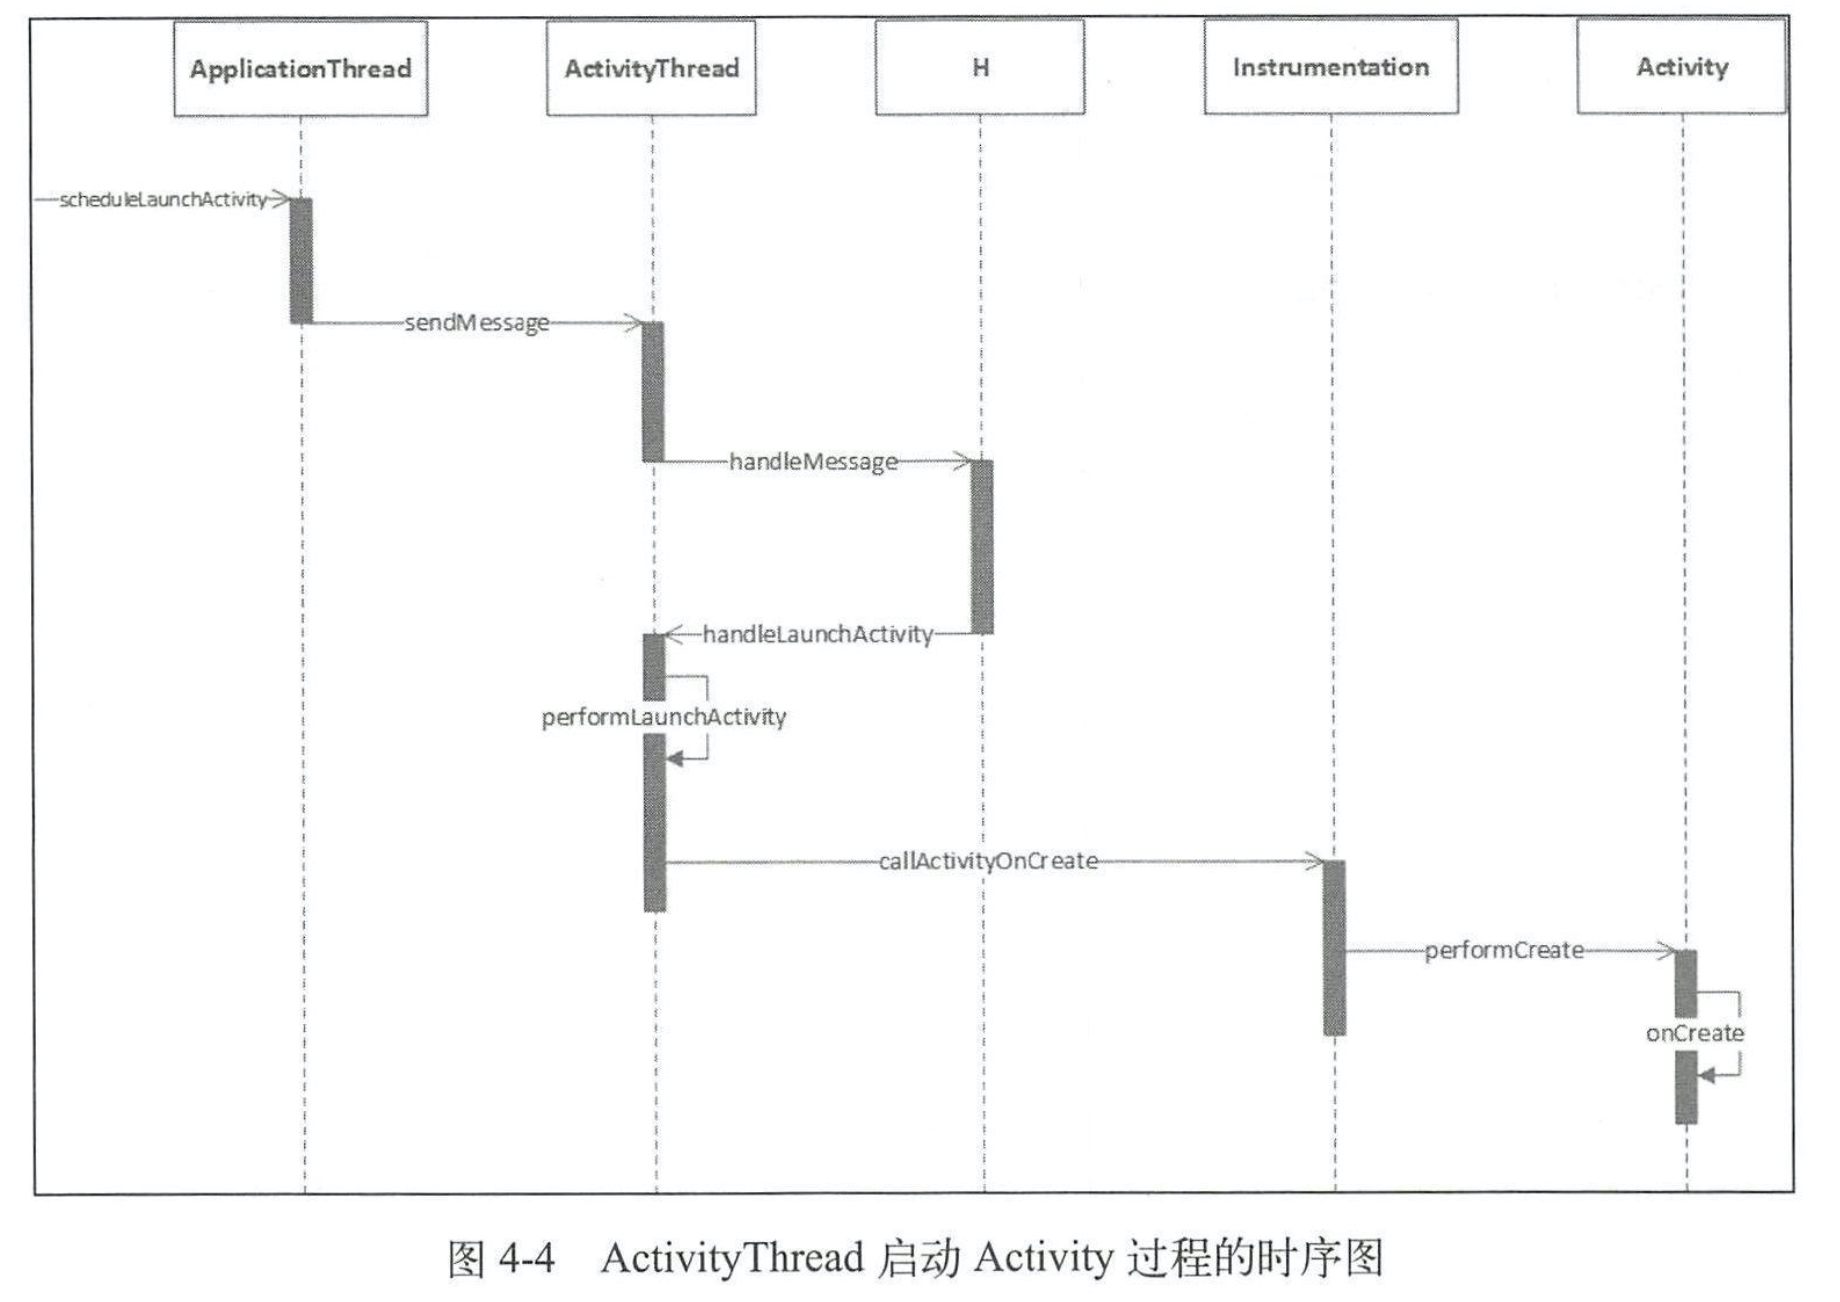 ApplicationThread
ActivityThread
H
Instrumentation
Activity
scheduleLaunchActivity
sendMessage
handleMessage
handleLaunchActivity
performLaunchActivity
callActivityOnCreate
performCreate
onCreate
图 4-4 ActivityThread 启动 Activity 过程的时序图